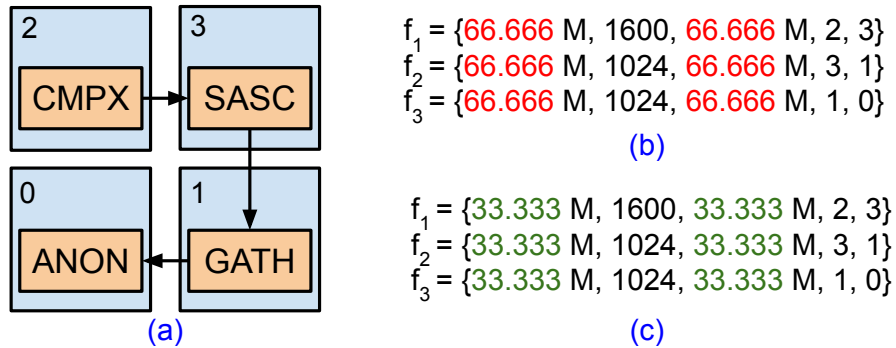 2
3
CMPX
SASC
0
1
ANON
GATH
(a)
f₁ = {66.666 M, 1600, 66.666 M, 2, 3}
f₂ = {66.666 M, 1024, 66.666 M, 3, 1}
f₃ = {66.666 M, 1024, 66.666 M, 1, 0}
(b)
f₁ = {33.333 M, 1600, 33.333 M, 2, 3}
f₂ = {33.333 M, 1024, 33.333 M, 3, 1}
f₃ = {33.333 M, 1024, 33.333 M, 1, 0}
(c)